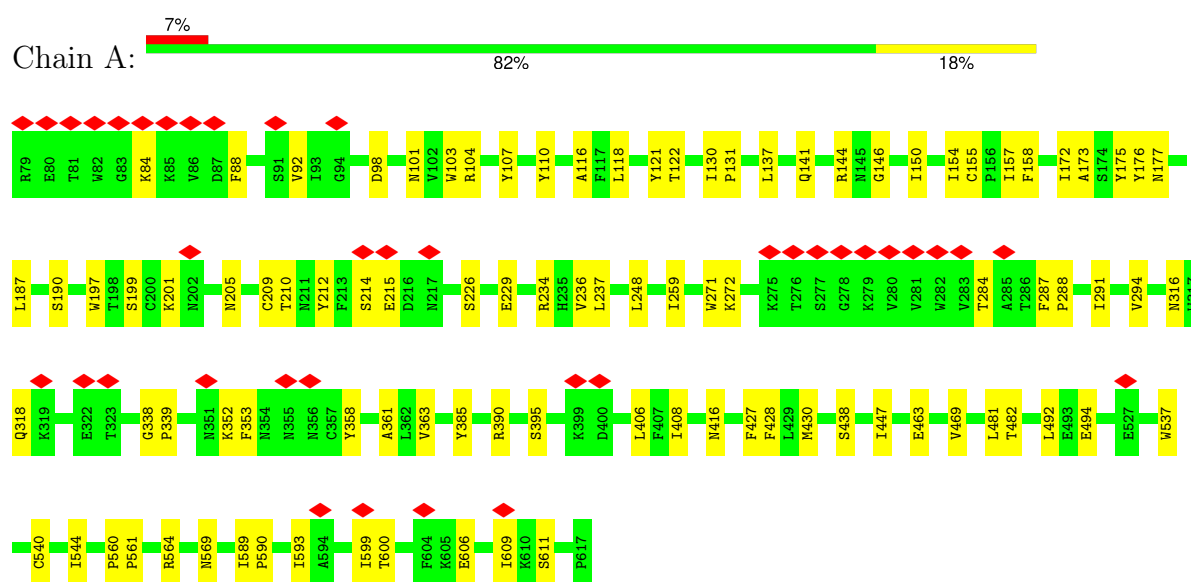 7%
Chain A:
82% 18%
R79 E80 T81 W82 G83 K84 K85 V86 D87 F88 S91 V92 I93 G94 D98 N101 V102 W103 R104 Y107 Y110 A116 F117 L118 Y121 T122 I130 P131 L137 Q141 R144 N145 G146 I150 I154 C155 P156 I157 F158 I172 A173 S174 Y175 Y176 N177
L187 S190 W197 T198 S199 C200 K201 N202 N205 C209 T210 N211 Y212 F213 S214 E215 D216 N217 S226 E229 R234 H235 V236 L237 L248 I259 W271 K272 K275 T276 S277 G278 K279 V280 V281 W282 V283 T284 A285 T286 F287 P288 I291 V294 N316
Q318 K319 E322 T323 G338 P339 N351 K352 F353 N354 N355 N356 C357 Y358 A361 L362 V363 Y385 R390 S395 K399 D400 L406 F407 I408 N416 F427 F428 L429 M430 S438 I447 E463 V469 L481 T482 L492 E493 E494 E527 W537
C540 I544 P560 P561 R564 N569 I589 P590 I593 A594 I599 T600 F604 K605 E606 I609 K610 S611 P617